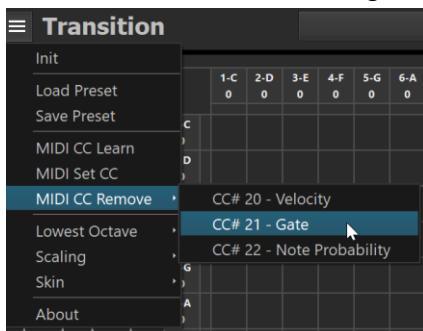 Transition
Init
Load Preset
Save Preset
MIDI CC Learn
MIDI Set CC
MIDI CC Remove
Lowest Octave
Scaling
Skin
About
1-C 2-D 3-E 4-F 5-G 6-A
0 0 0 0 0 0
C
D
CC# 20 - Velocity
CC# 21 - Gate
CC# 22 - Note Probability
G
A